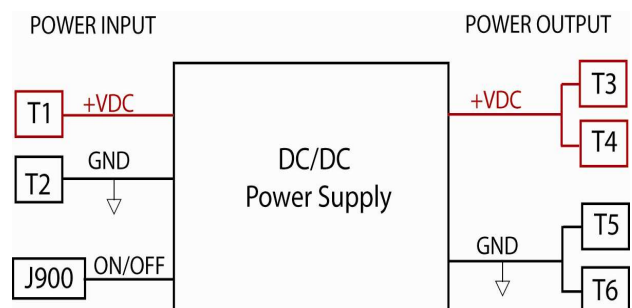 POWER INPUT
POWER OUTPUT
T1
+VDC
T2
GND
J900
ON/OFF
DC/DC
Power Supply
+VDC
T3
T4
GND
T5
T6